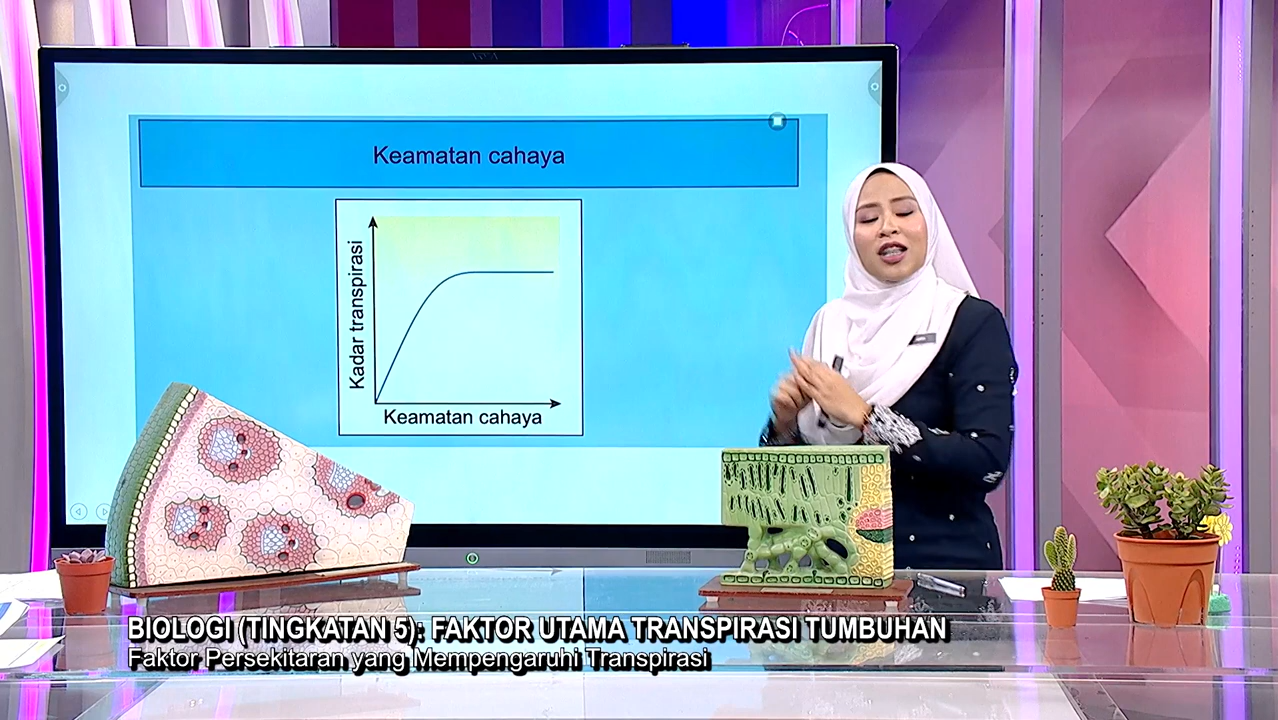 Keamatan cahaya
Kadar transpirasi
Keamatan cahaya
BIOLOGI (TINGKATAN 5): FAKTOR UTAMA TRANSPIRASI TUMBUHAN
Faktor Persekitaran yang Mempengaruhi Transpirasi